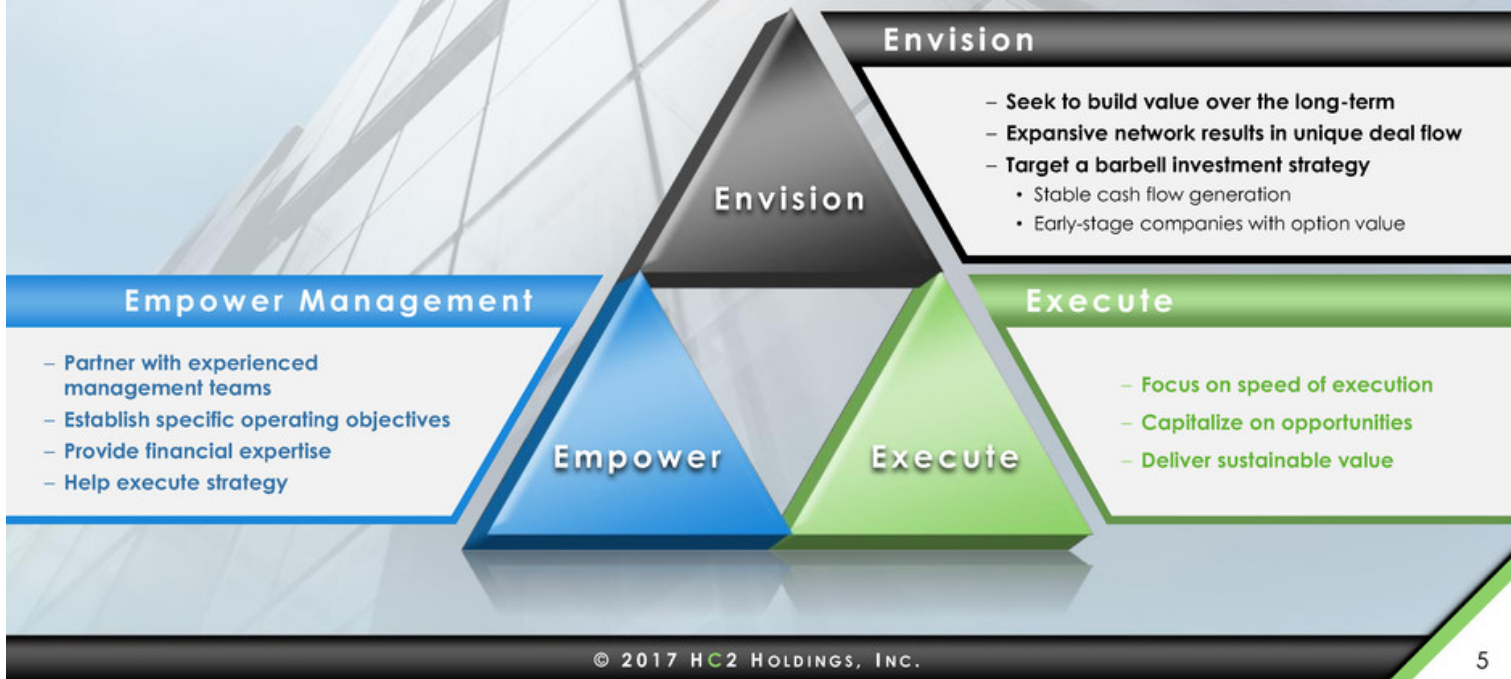 Envision
– Seek to build value over the long-term
– Expansive network results in unique deal flow
– Target a barbell investment strategy
• Stable cash flow generation
• Early-stage companies with option value
Envision
Empower Management
– Partner with experienced
management teams
– Establish specific operating objectives
– Provide financial expertise
– Help execute strategy
Empower
Execute
Execute
– Focus on speed of execution
– Capitalize on opportunities
– Deliver sustainable value
© 2017 HC2 HOLDINGS, INC.
5